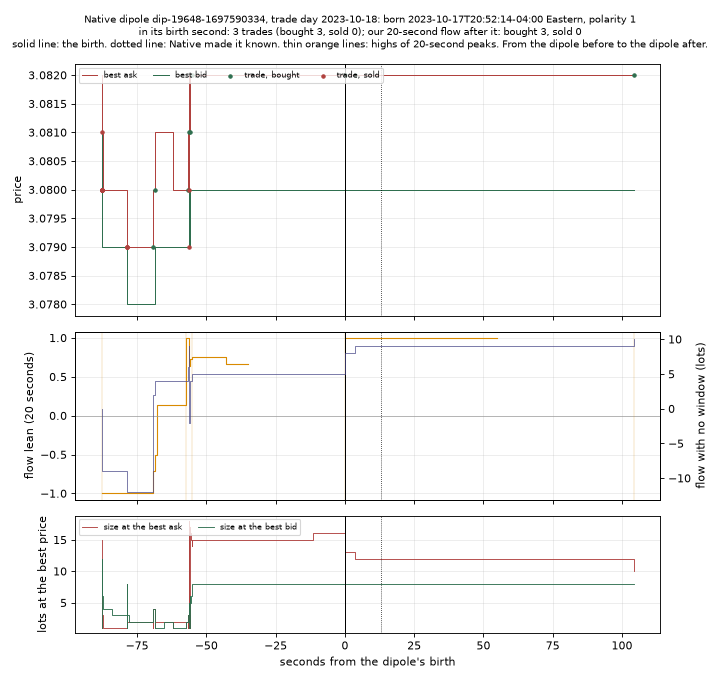 Native dipole dip-19648-1697590334, trade day 2023-10-18: born 2023-10-17T20:52:14-04:00 Eastern, polarity 1
in its birth second: 3 trades (bought 3, sold 0); our 20-second flow after it: bought 3, sold 0
solid line: the birth. dotted line: Native made it known. thin orange lines: highs of 20-second peaks. From the dipole before to the dipole after.
best ask best bid trade, bought trade, sold
3.0820
3.0815
3.0810
3.0805
3.0800
3.0795
3.0790
3.0785
3.0780
price
1.0
0.5
0.0
−0.5
−1.0
flow lean (20 seconds)
10
5
0
−5
−10
flow with no window (lots)
size at the best ask size at the best bid
15
10
5
lots at the best price
−75 −50 −25 0 25 50 75 100
seconds from the dipole's birth